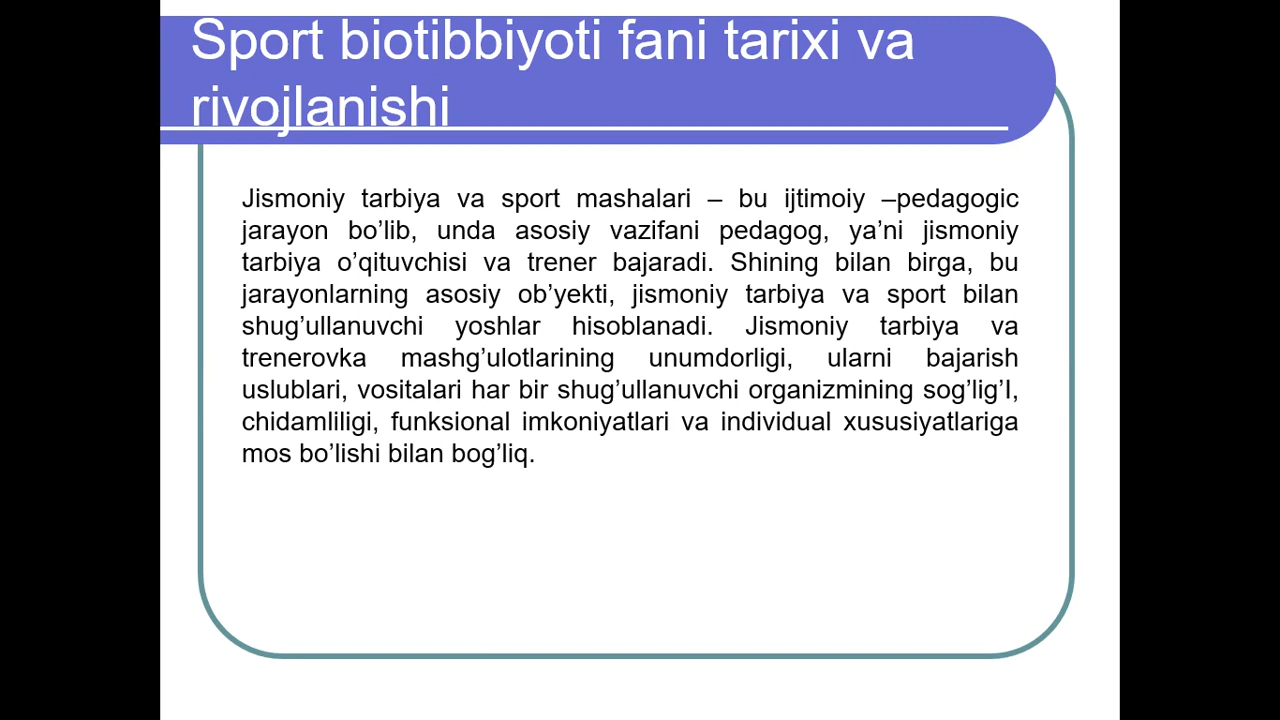 Sport biotibbiyoti fani tarixi va
rivojlanishi
Jismoniy tarbiya va sport mashalari – bu ijtimoiy –pedagogic
jarayon bo’lib, unda asosiy vazifani pedagog, ya’ni jismoniy
tarbiya o’qituvchisi va trener bajaradi. Shining bilan birga, bu
jarayonlarning asosiy ob’yekti, jismoniy tarbiya va sport bilan
shug’ullanuvchi yoshlar hisoblanadi. Jismoniy tarbiya va
trenerovka mashg’ulotlarining unumdorligi, ularni bajarish
uslublari, vositalari har bir shug’ullanuvchi organizmining sog’lig’I,
chidamliligi, funksional imkoniyatlari va individual xususiyatlariga
mos bo’lishi bilan bog’liq.